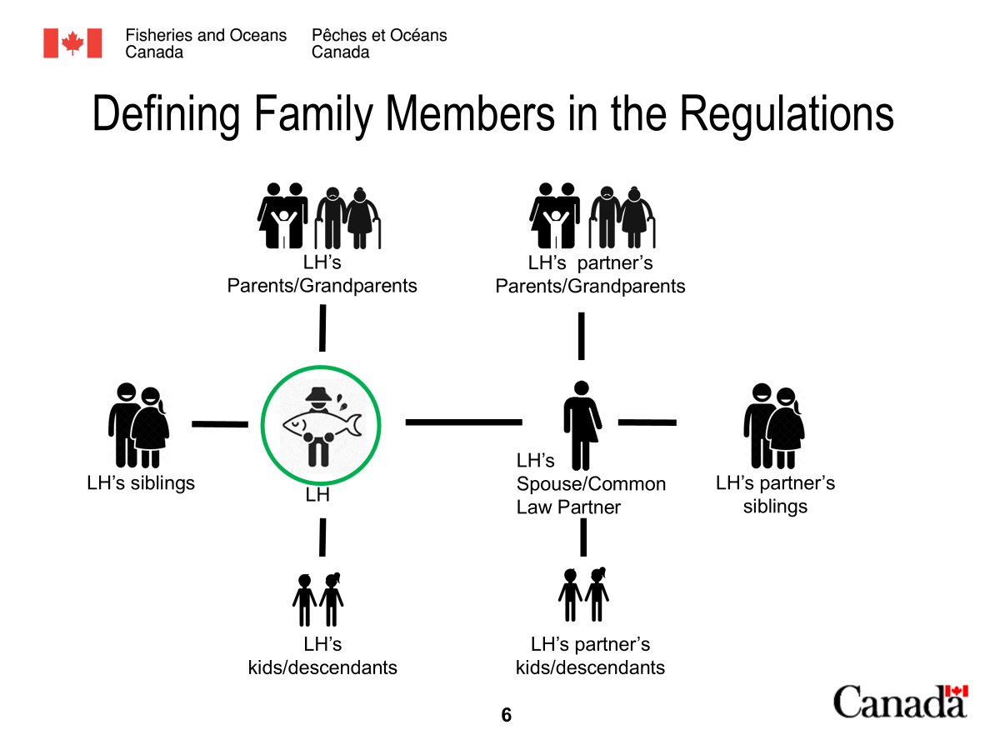 Fisheries and Oceans
Canada
Pêches et Océans
Canada
Defining Family Members in the Regulations
LH's
Parents/Grandparents
LH's partner's
Parents/Grandparents
LH's siblings
LH
LH's
Spouse/Common
Law Partner
LH's partner's
siblings
LH's
kids/descendants
LH's partner's
kids/descendants
6
Canada